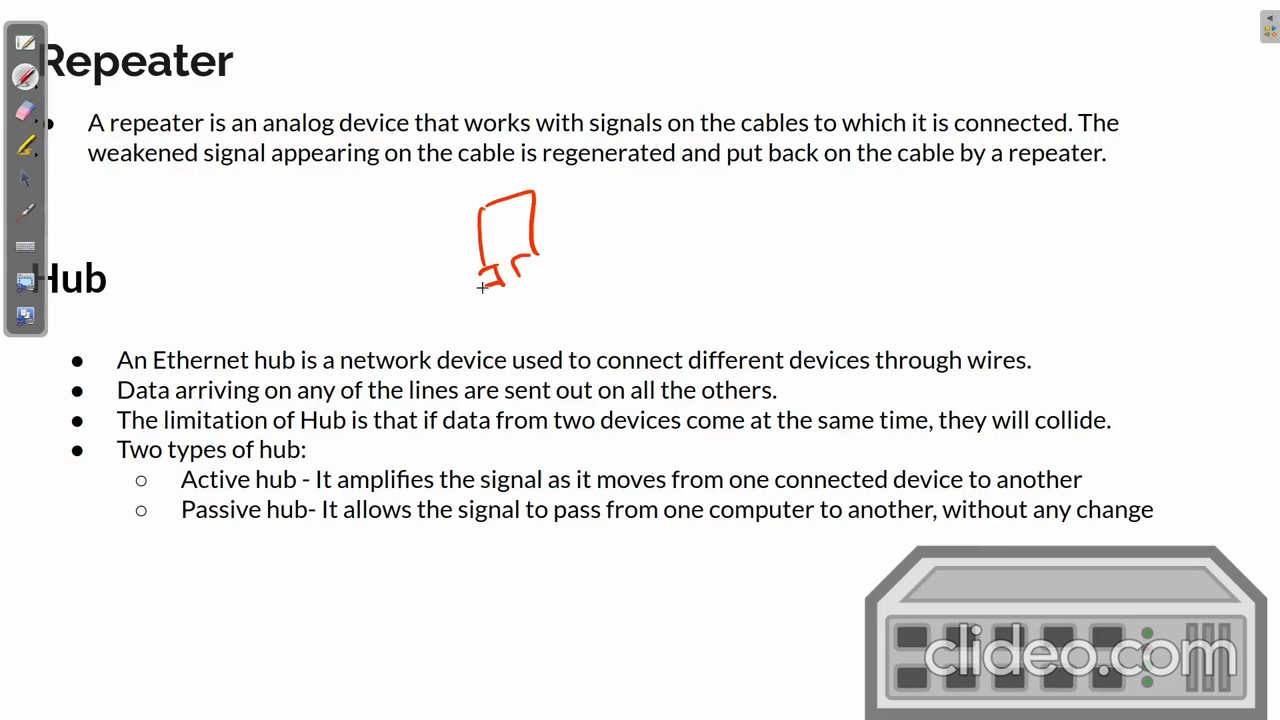 Repeater
● A repeater is an analog device that works with signals on the cables to which it is connected. The
weakened signal appearing on the cable is regenerated and put back on the cable by a repeater.
Hub
● An Ethernet hub is a network device used to connect different devices through wires.
● Data arriving on any of the lines are sent out on all the others.
● The limitation of Hub is that if data from two devices come at the same time, they will collide.
● Two types of hub:
○ Active hub - It amplifies the signal as it moves from one connected device to another
○ Passive hub- It allows the signal to pass from one computer to another, without any change
clideo.com